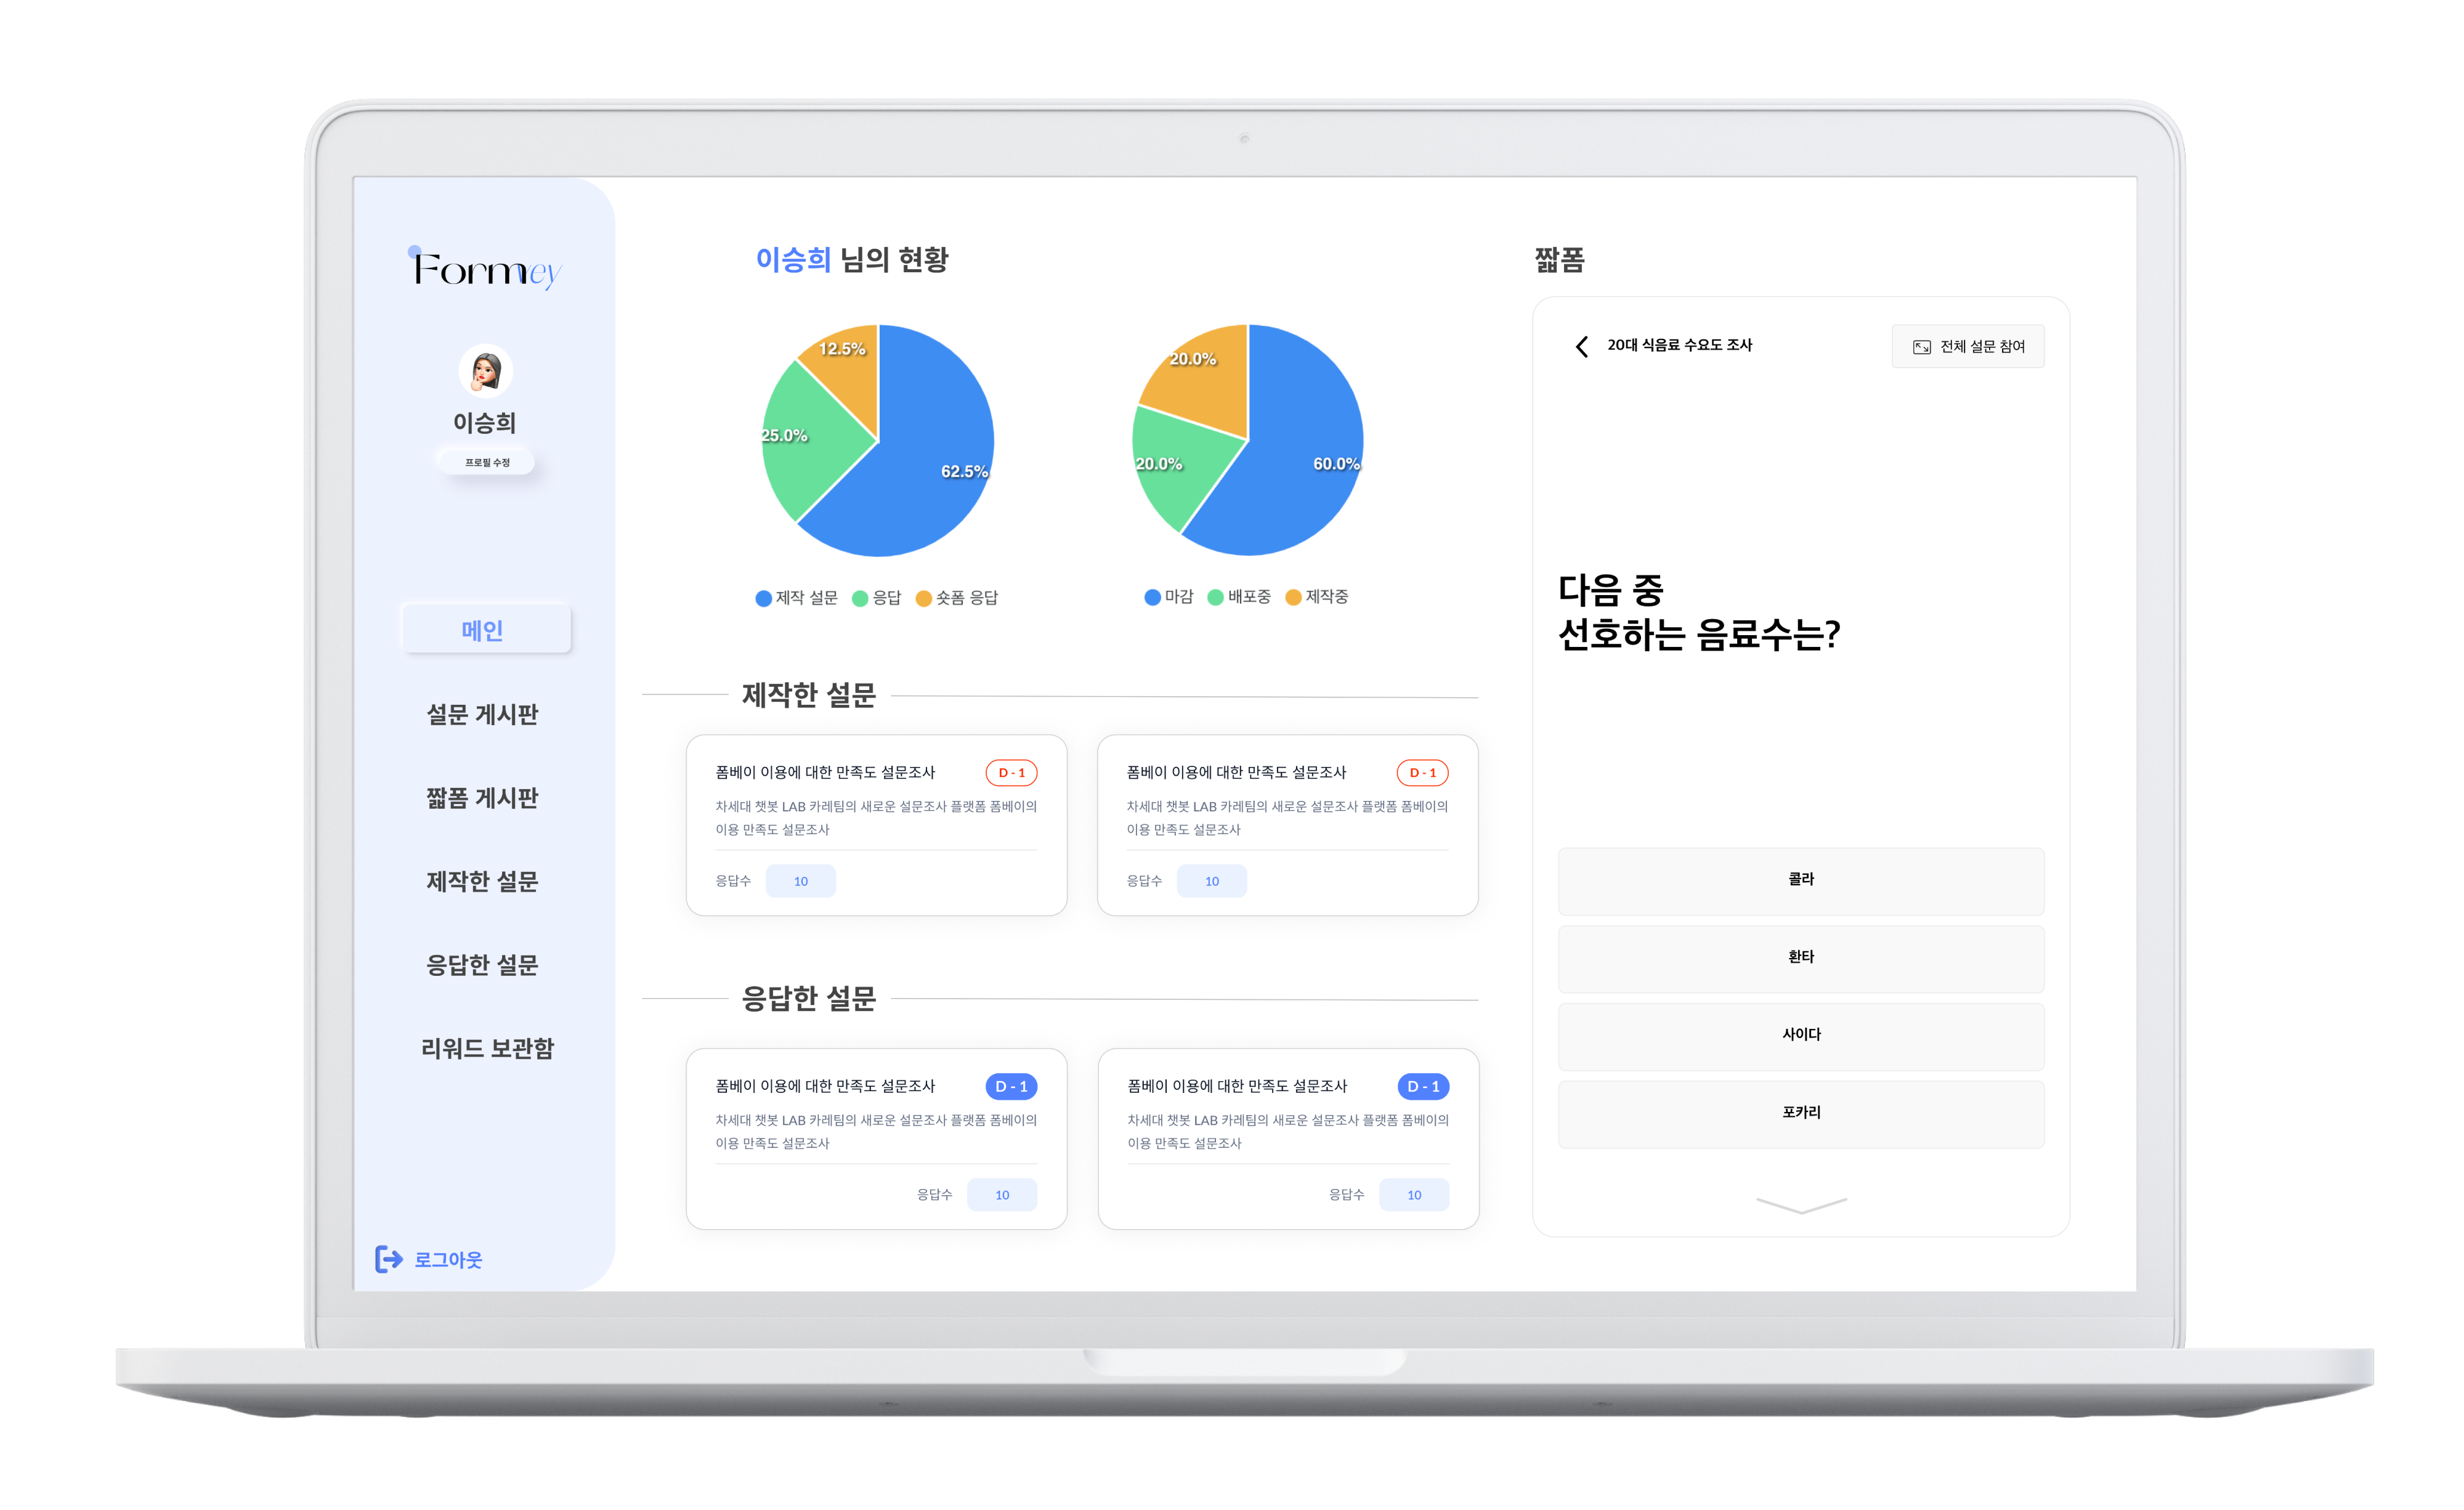 Formey
이승희
프로필 수정
메인
설문 게시판
짧폼 게시판
제작한 설문
응답한 설문
리워드 보관함
로그아웃
이승희 님의 현황
12.5%
25.0%
62.5%
제작 설문 응답 숏폼 응답
20.0%
20.0%
60.0%
마감 배포중 제작중
제작한 설문
폼베이 이용에 대한 만족도 설문조사 D - 1
차세대 챗봇 LAB 카레팀의 새로운 설문조사 플랫폼 폼베이의
이용 만족도 설문조사
응답수 10
폼베이 이용에 대한 만족도 설문조사 D - 1
차세대 챗봇 LAB 카레팀의 새로운 설문조사 플랫폼 폼베이의
이용 만족도 설문조사
응답수 10
응답한 설문
폼베이 이용에 대한 만족도 설문조사 D - 1
차세대 챗봇 LAB 카레팀의 새로운 설문조사 플랫폼 폼베이의
이용 만족도 설문조사
응답수 10
폼베이 이용에 대한 만족도 설문조사 D - 1
차세대 챗봇 LAB 카레팀의 새로운 설문조사 플랫폼 폼베이의
이용 만족도 설문조사
응답수 10
짧폼
20대 식음료 수요도 조사 전체 설문 참여
다음 중
선호하는 음료수는?
콜라
환타
사이다
포카리